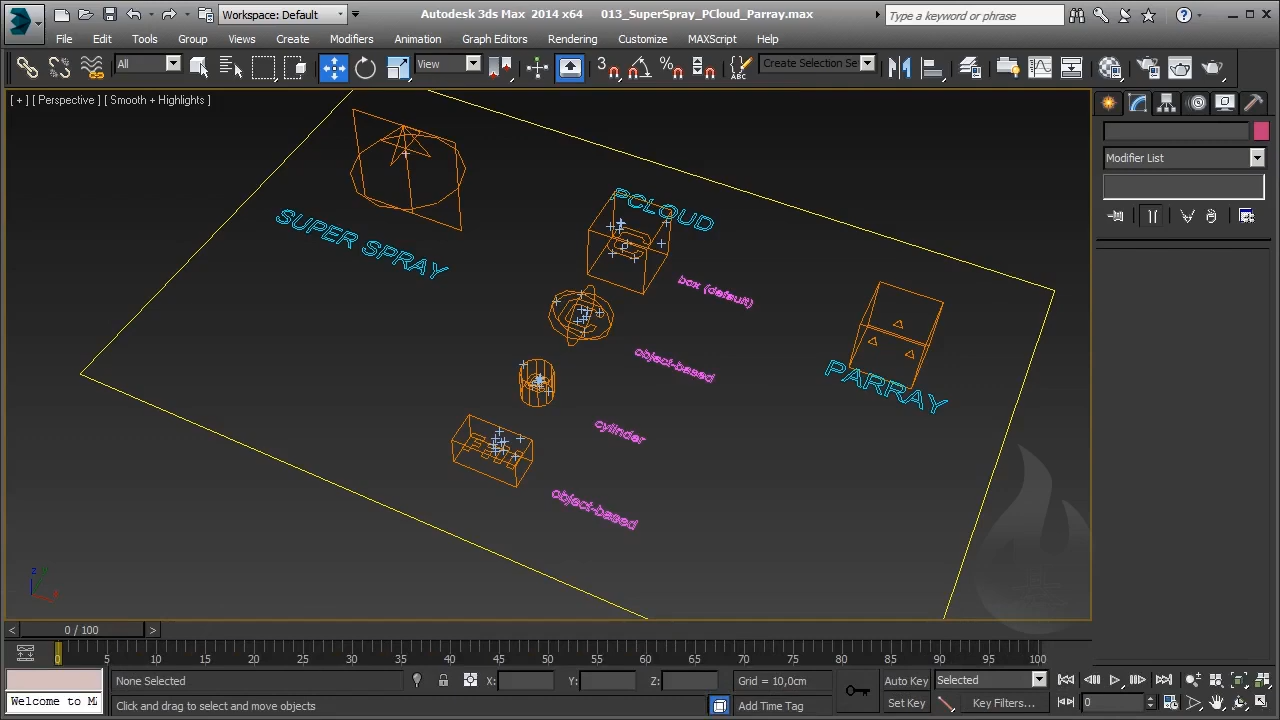 Workspace: Default
Autodesk 3ds Max 2014 x64 013_SuperSpray_PCloud_Parray.max
Type a keyword or phrase
File Edit Tools Group Views Create Modifiers Animation Graph Editors Rendering Customize MAXScript Help
All
View
3
%
ABC
Create Selection Se
[ + ] [ Perspective ] [ Smooth + Highlights ]
Modifier List
PCLOUD
SUPER SPRAY
box (default)
object-based
PARRAY
cylinder
object-based
z
0 / 100
0 5 10 15 20 25 30 35 40 45 50 55 60 65 70 75 80 85 90 95 100
None Selected
X:
Y:
Z:
Grid = 10,0cm
Auto Key
Selected
Welcome to M
Click and drag to select and move objects
Add Time Tag
Set Key
Key Filters...
0